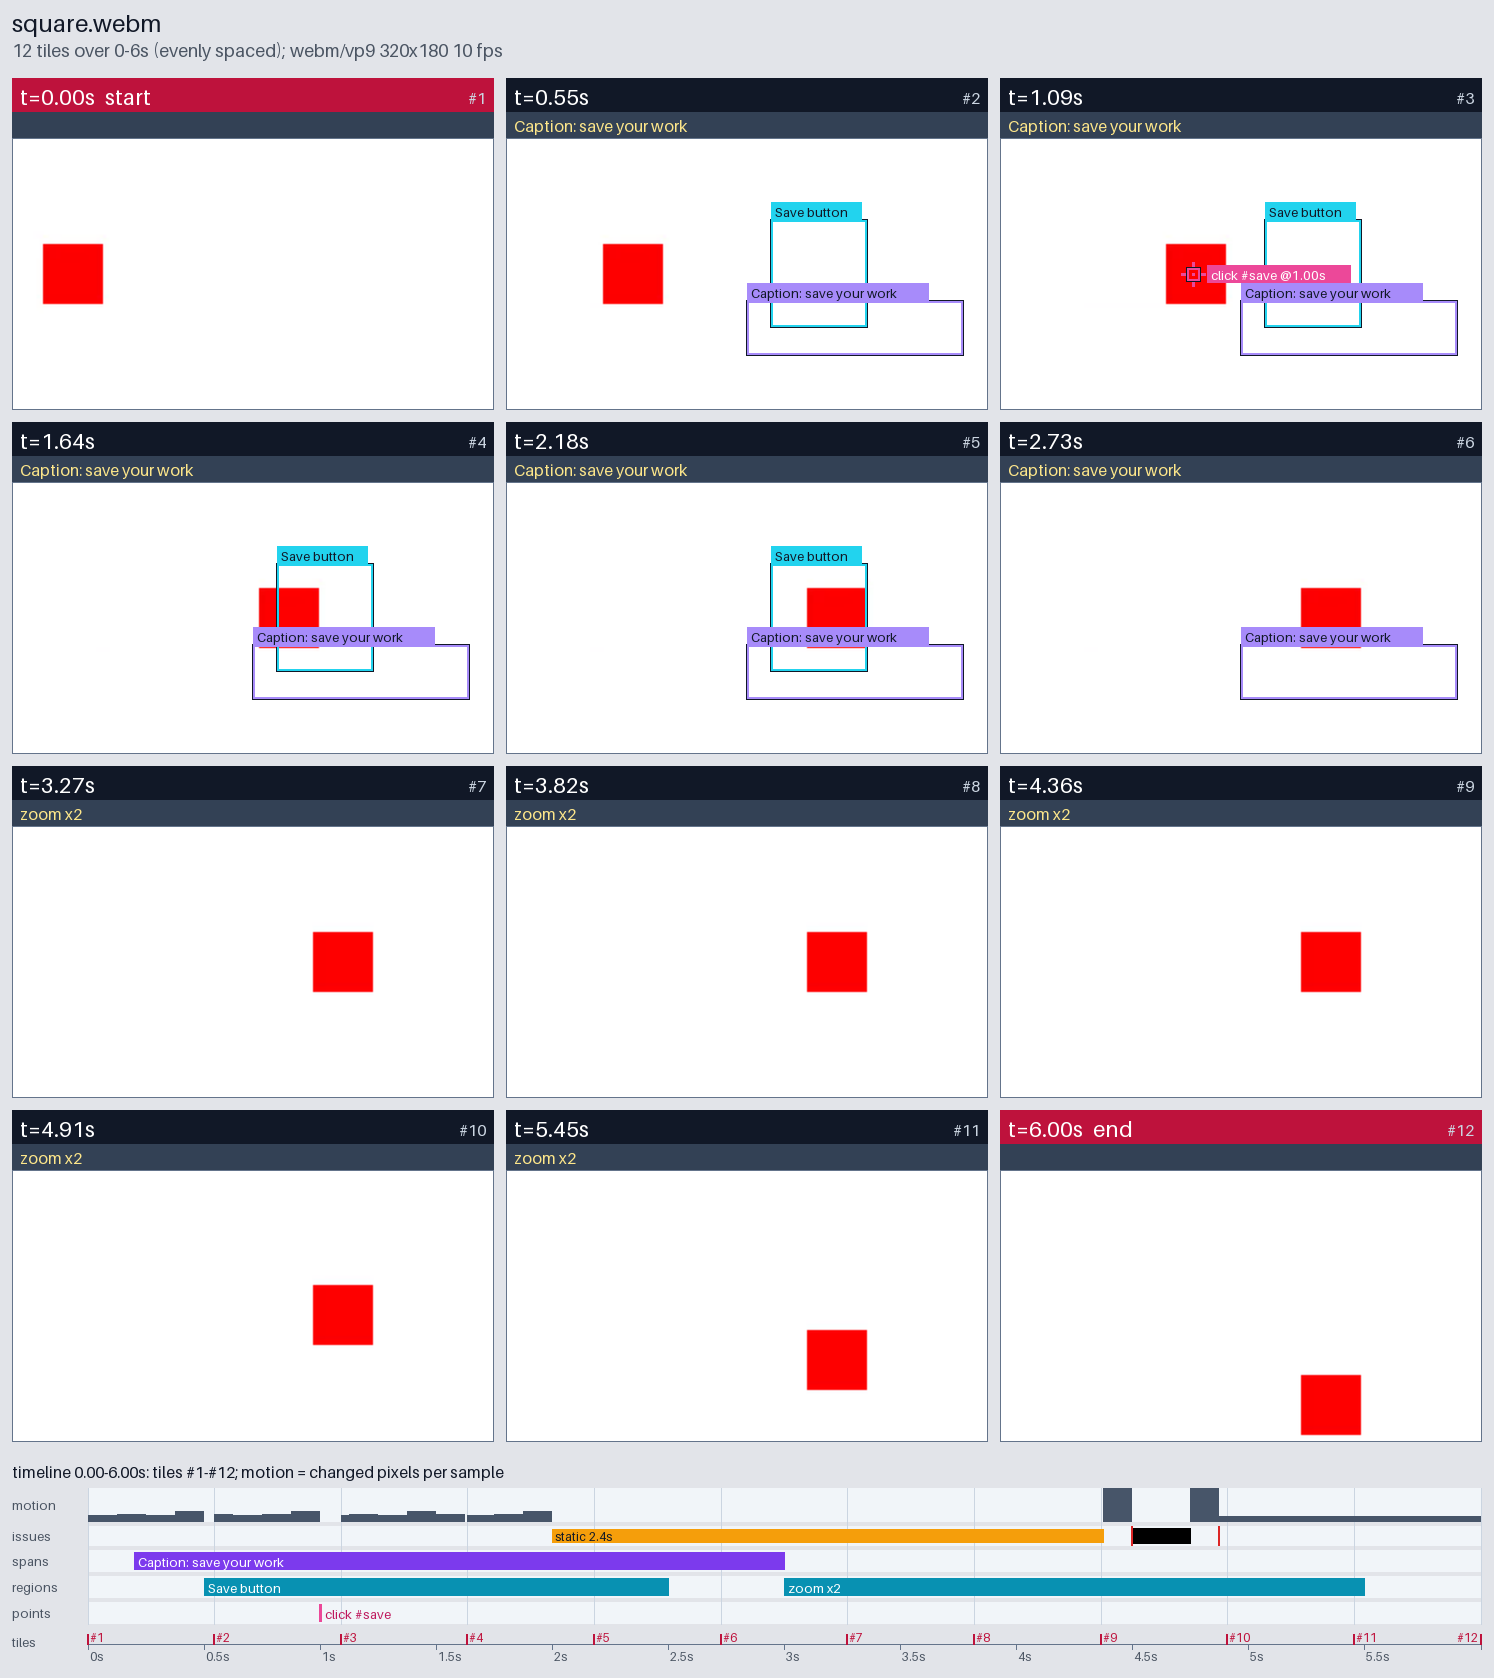 square.webm
12 tiles over 0-6s (evenly spaced); webm/vp9 320x180 10 fps
t=0.00s start #1
t=0.55s #2
Caption: save your work
Save button
Caption: save your work
t=1.09s #3
Caption: save your work
Save button
click #save @1.00s
Caption: save your work
t=1.64s #4
Caption: save your work
Save button
Caption: save your work
t=2.18s #5
Caption: save your work
Save button
Caption: save your work
t=2.73s #6
Caption: save your work
Caption: save your work
t=3.27s #7
zoom x2
t=3.82s #8
zoom x2
t=4.36s #9
zoom x2
t=4.91s #10
zoom x2
t=5.45s #11
zoom x2
t=6.00s end #12
timeline 0.00-6.00s: tiles #1-#12; motion = changed pixels per sample
motion
issues static 2.4s
spans Caption: save your work
regions Save button zoom x2
points click #save
tiles #1 #2 #3 #4 #5 #6 #7 #8 #9 #10 #11 #12
0s 0.5s 1s 1.5s 2s 2.5s 3s 3.5s 4s 4.5s 5s 5.5s